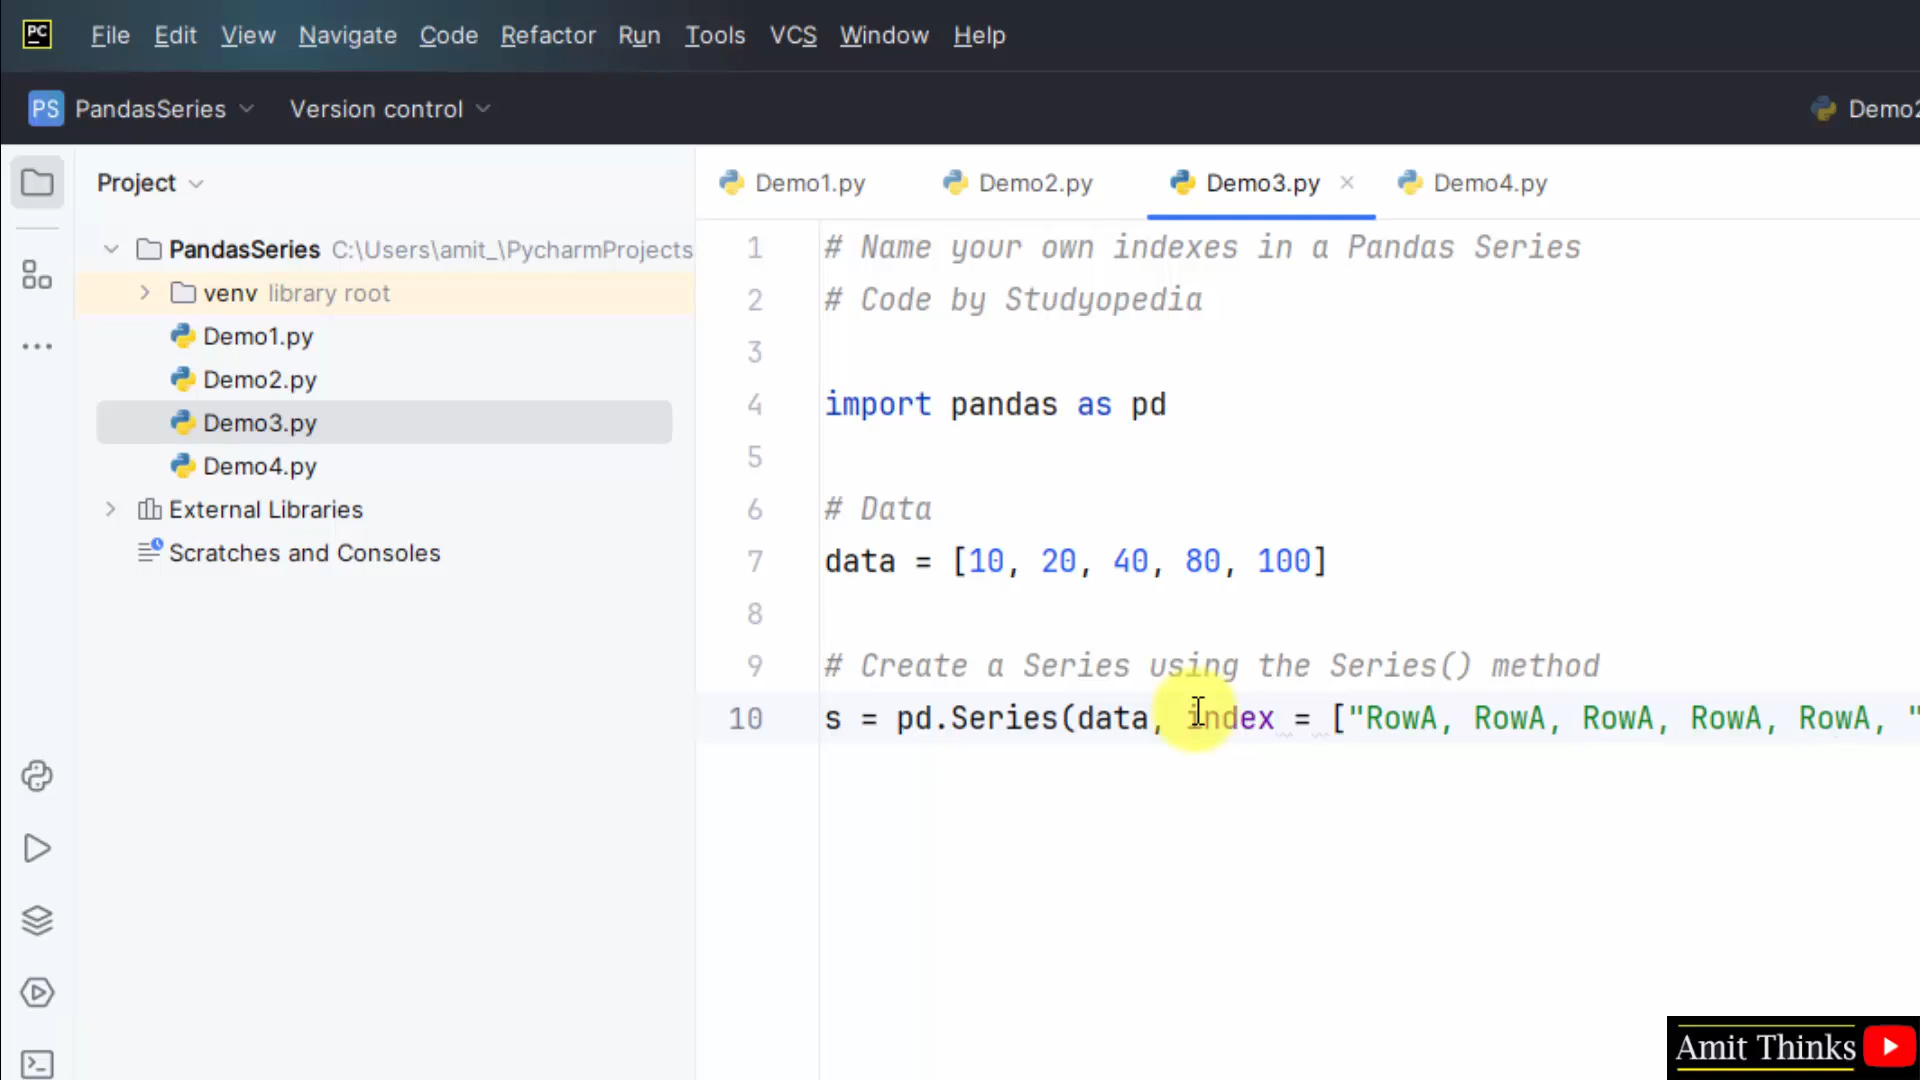 PC File Edit View Navigate Code Refactor Run Tools VCS Window Help
PS PandasSeries Version control Demo2
Project
PandasSeries C:\Users\amit_\PycharmProjects
venv library root
Demo1.py
Demo2.py
Demo3.py
Demo4.py
External Libraries
Scratches and Consoles
Demo1.py Demo2.py Demo3.py Demo4.py
1 # Name your own indexes in a Pandas Series
2 # Code by Studyopedia
3
4 import pandas as pd
5
6 # Data
7 data = [10, 20, 40, 80, 100]
8
9 # Create a Series using the Series() method
10 s = pd.Series(data, index = ["RowA, RowA, RowA, RowA, RowA, "
Amit Thinks